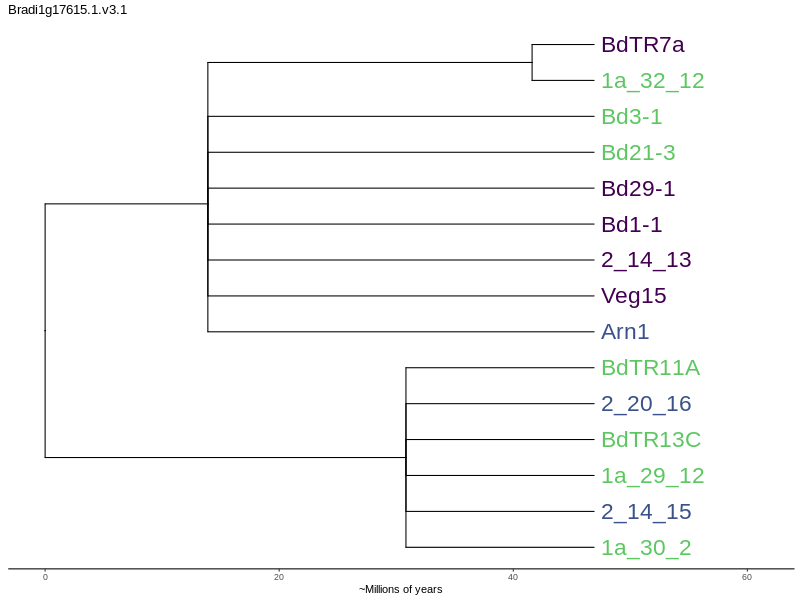 Bradi1g17615.1.v3.1
BdTR7a
1a_32_12
Bd3-1
Bd21-3
Bd29-1
Bd1-1
2_14_13
Veg15
Arn1
BdTR11A
2_20_16
BdTR13C
1a_29_12
2_14_15
1a_30_2
0 20 40 60
~Millions of years